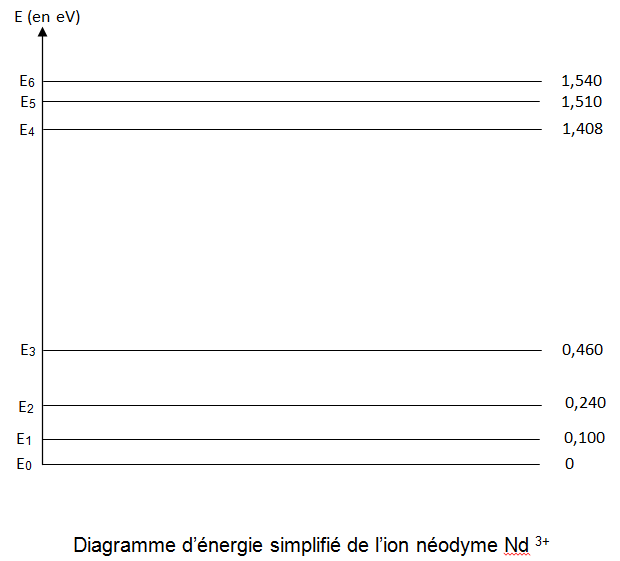 E (en eV)
E6 1,540
E5 1,510
E4 1,408
E3 0,460
E2 0,240
E1 0,100
E0 0
Diagramme d’énergie simplifié de l’ion néodyme Nd 3+